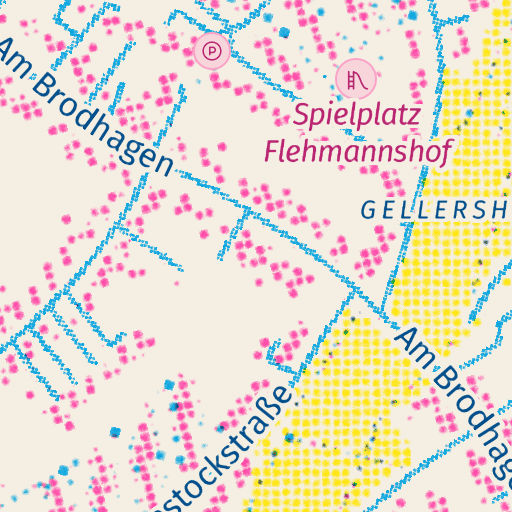 Am Brodhagen
P
Spielplatz
Flehmannshof
GELLERSH
Am Brodhage
stockstraße